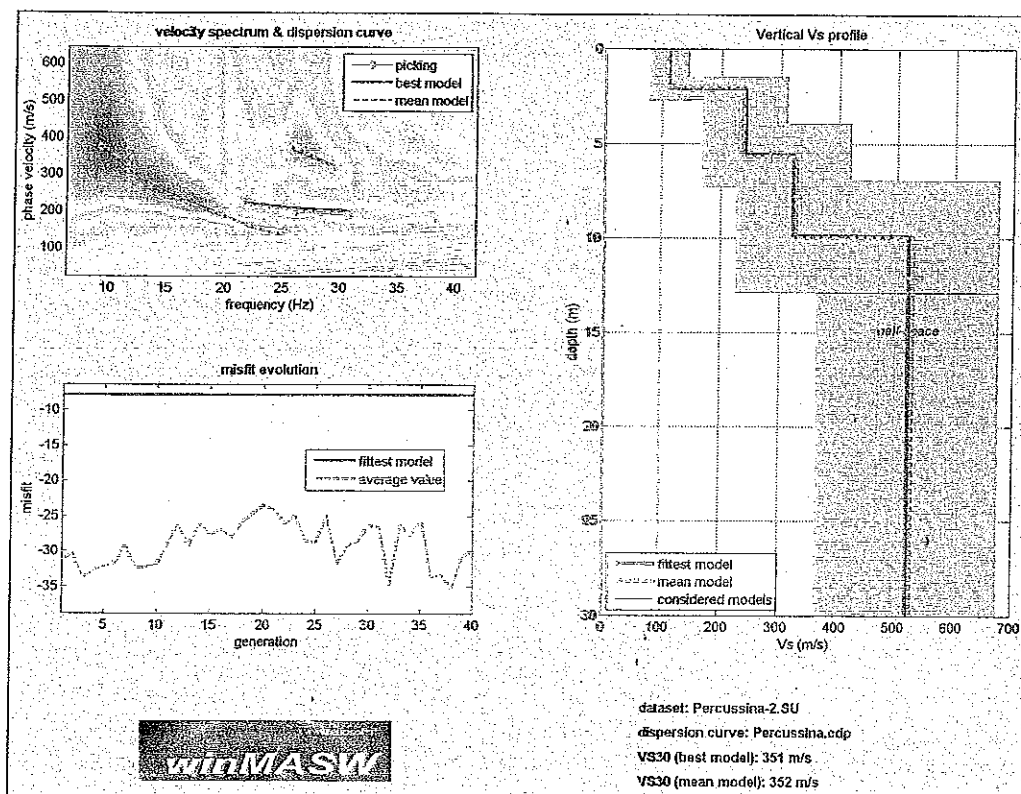 velocity spectrum & dispersion curve
600
500
400
300
200
100
phase velocity (m/s)
picking
best model
mean model
10
15
20
25
30
35
40
frequency (Hz)
misfit evolution
-10
-15
-20
-25
-30
-35
misfit
fittest model
average value
5
10
15
20
25
30
35
40
generation
winMASW
Vertical Vs profile
0
5
10
15
20
25
30
depth (m)
half-space
fittest model
mean model
considered models
0
100
200
300
400
500
600
700
Vs (m/s)
dataset: Percussina-2.SU
dispersion curve: Percussina.cdp
VS30 (best model): 351 m/s
VS30 (mean model): 352 m/s